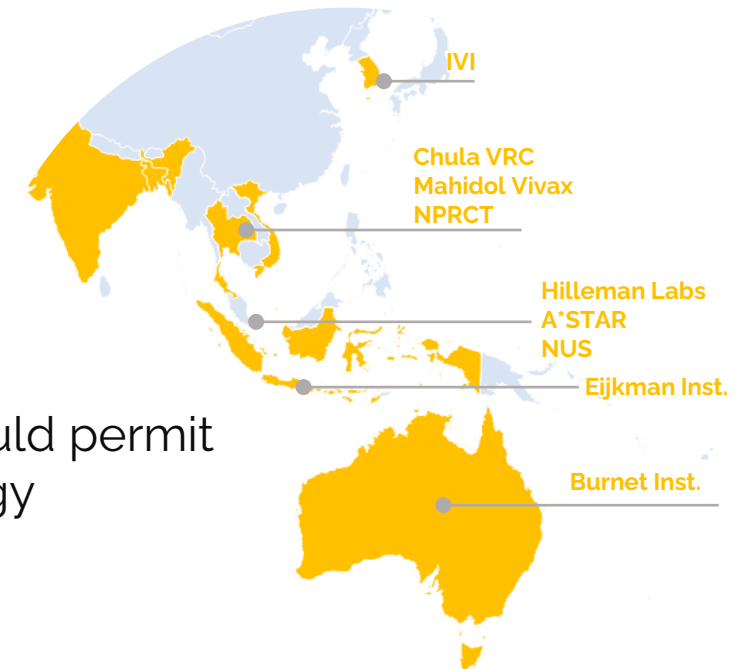 IVI
Chula VRC
Mahidol Vivax
NPRCT
Hilleman Labs
A*STAR
NUS
Eijkman Inst.
uld permit
gy
Burnet Inst.